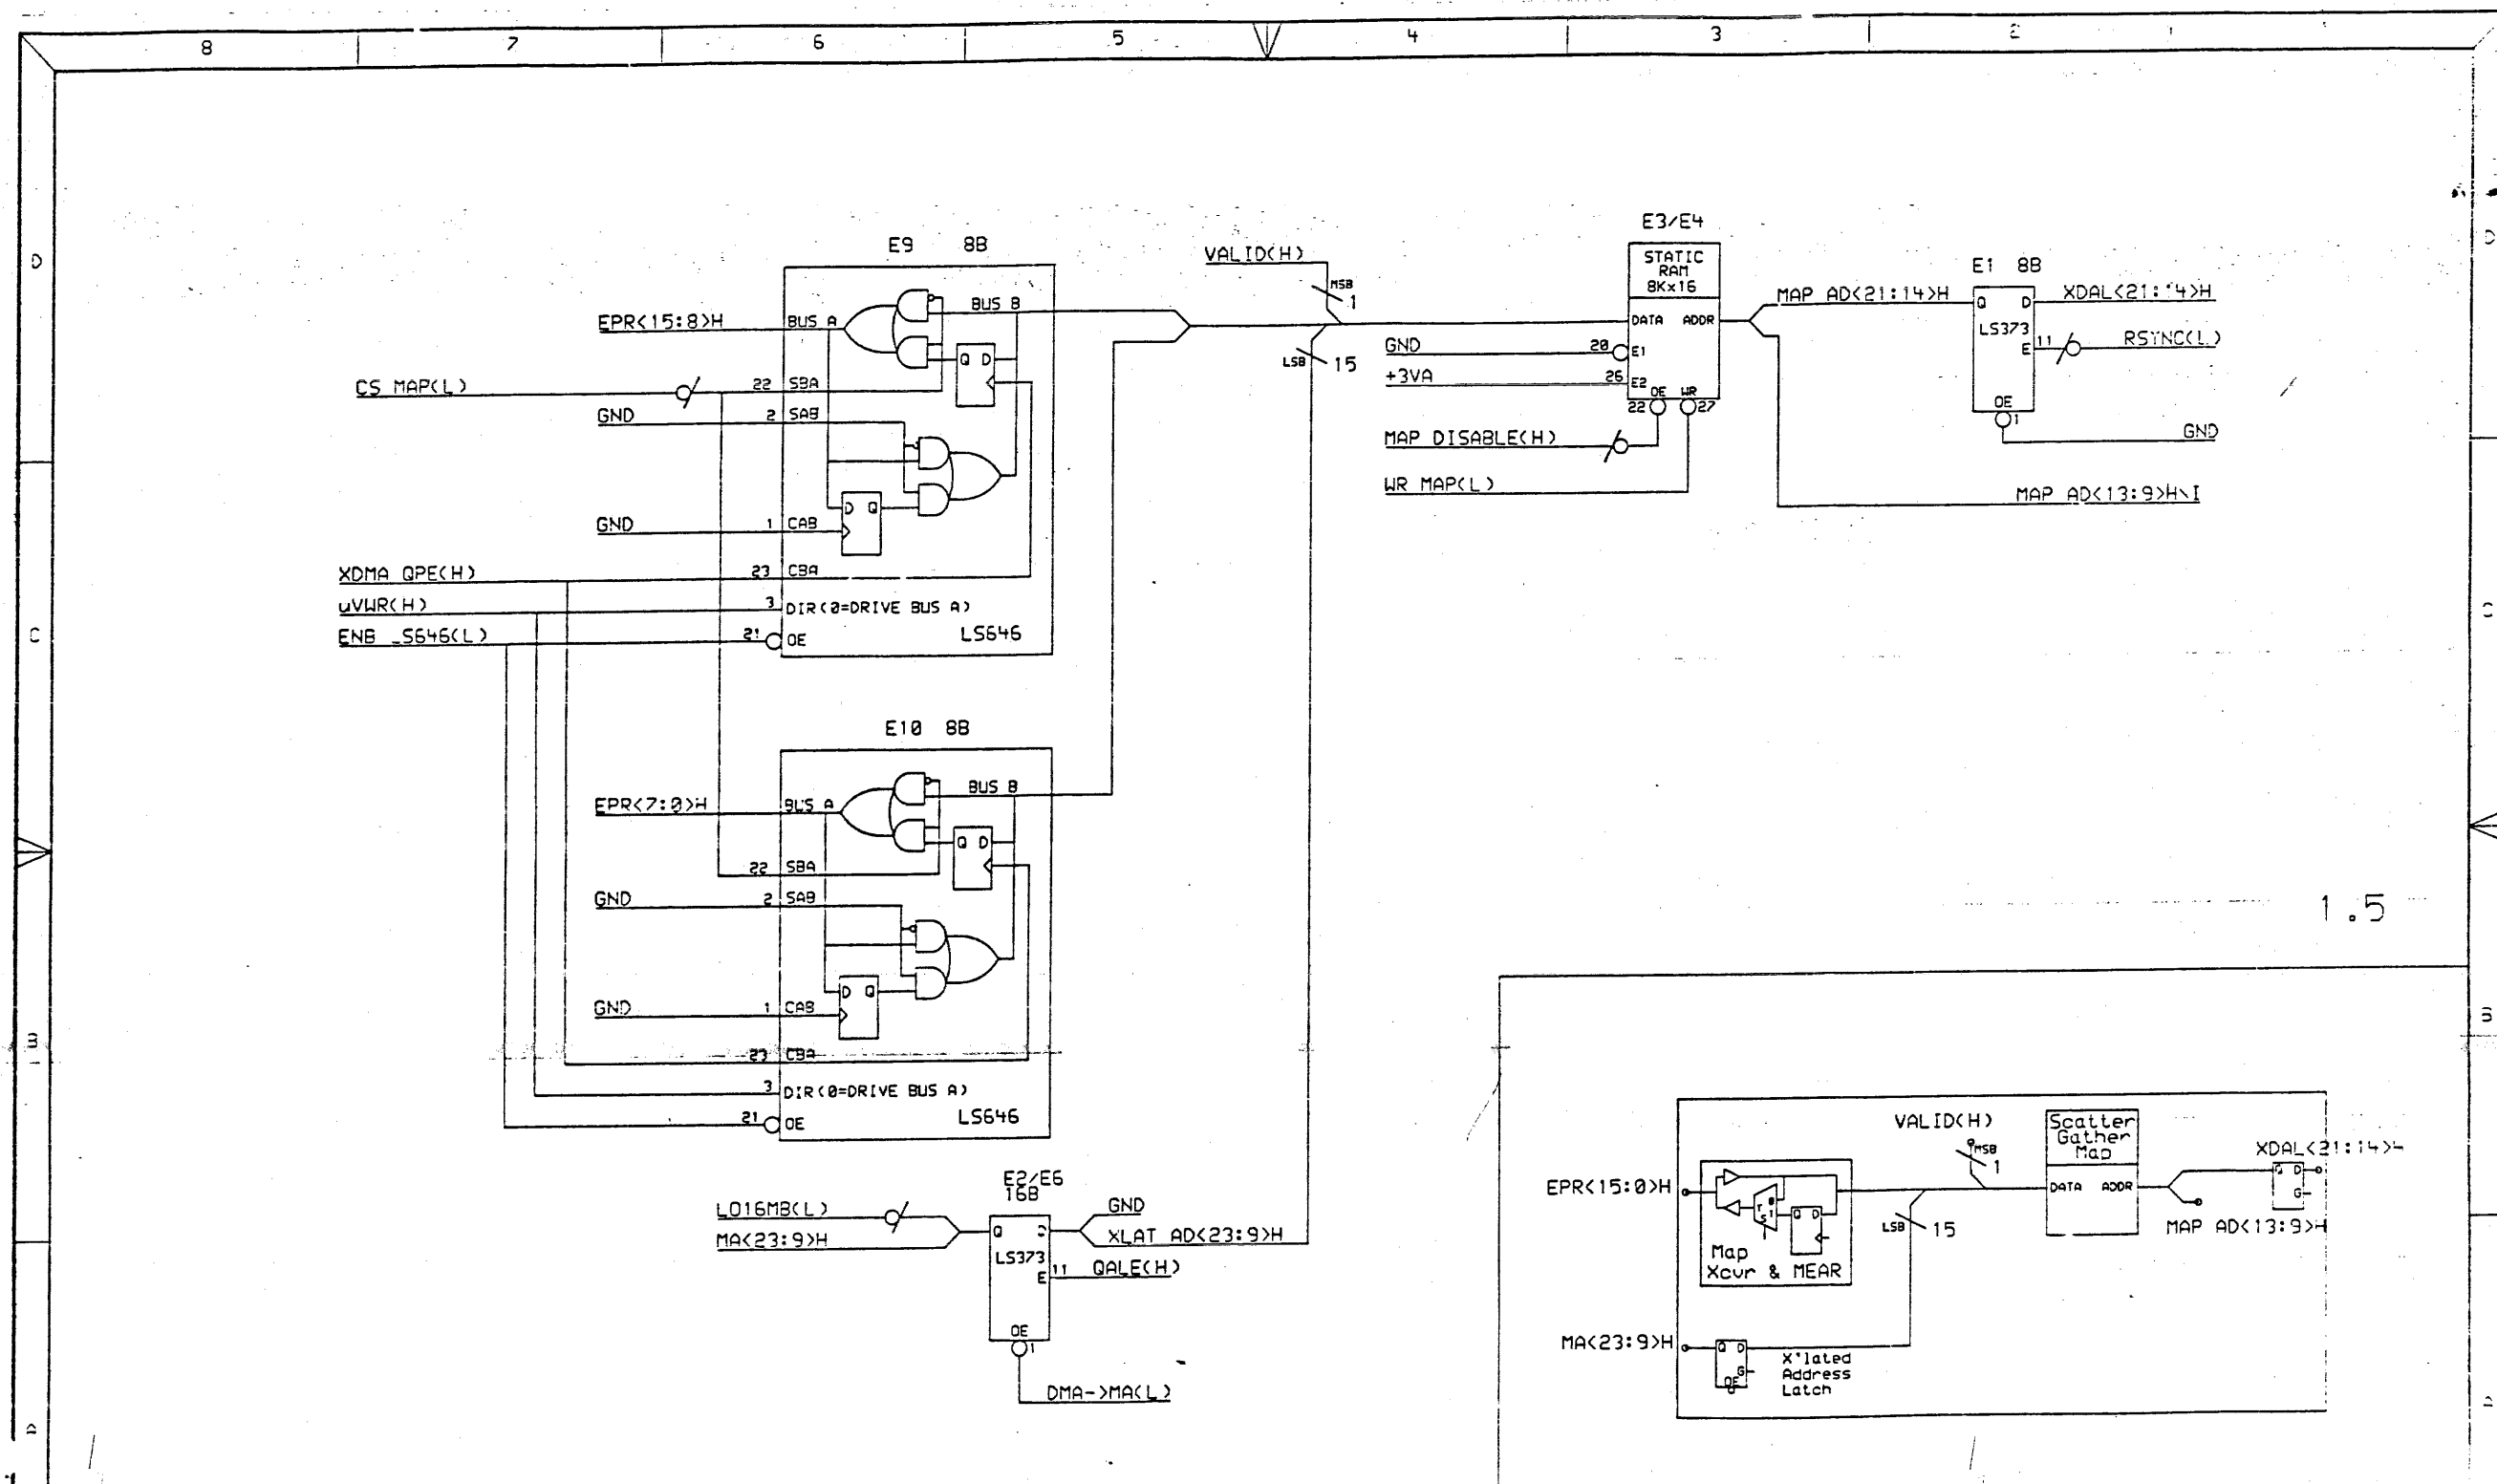 8 7 6 5 4 3 2 1
D
C
B
E9 8B
EPR<15:8>H
BUS A
BUS B
CS MAP(L)
22 SBA
Q D
GND
2 SAB
D Q
GND
1 CAB
XDMA QPE(H)
23 CBA
uVWR(H)
3 DIR(0=DRIVE BUS A)
ENB _S646(L)
21 OE
LS646
VALID(H)
MSB
1
LSB
15
E3/E4
STATIC
RAM
8Kx16
DATA ADDR
GND
20 E1
+3VA
26 E2
OE WR
22 27
MAP DISABLE(H)
WR MAP(L)
MAP AD<21:14>H
E1 8B
Q D
XDAL<21:14>H
LS373
E 11
RSYNC(L)
OE
1
GND
MAP AD<13:9>H\I
E10 8B
EPR<7:0>H
BUS A
BUS B
Q D
22 SBA
GND
2 SAB
D Q
GND
1 CAB
23 CBA
3 DIR(0=DRIVE BUS A)
21 OE
LS646
1.5
E2/E6
16B
LO16MB(L)
GND
MA<23:9>H
Q D
XLAT AD<23:9>H
LS373
E 11
QALE(H)
OE
1
DMA->MA(L)
VALID(H)
MSB
1
Scatter
Gather
Map
XDAL<21:14>
EPR<15:0>H
DATA ADDR
Q D
G
LSB
15
MAP AD<13:9>H
Q D
Map
Xcvr & MEAR
MA<23:9>H
Q D
G
OE
X'lated
Address
Latch